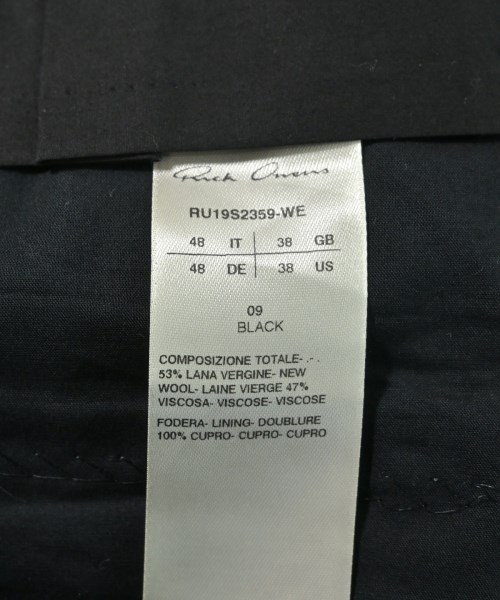 Rick Owens
RU19S2359-WE
48 IT 38 GB
48 DE 38 US
09
BLACK
COMPOSIZIONE TOTALE- .- .
53% LANA VERGINE- NEW
WOOL- LAINE VIERGE 47%
VISCOSA- VISCOSE- VISCOSE
FODERA- LINING- DOUBLURE
100% CUPRO- CUPRO- CUPRO